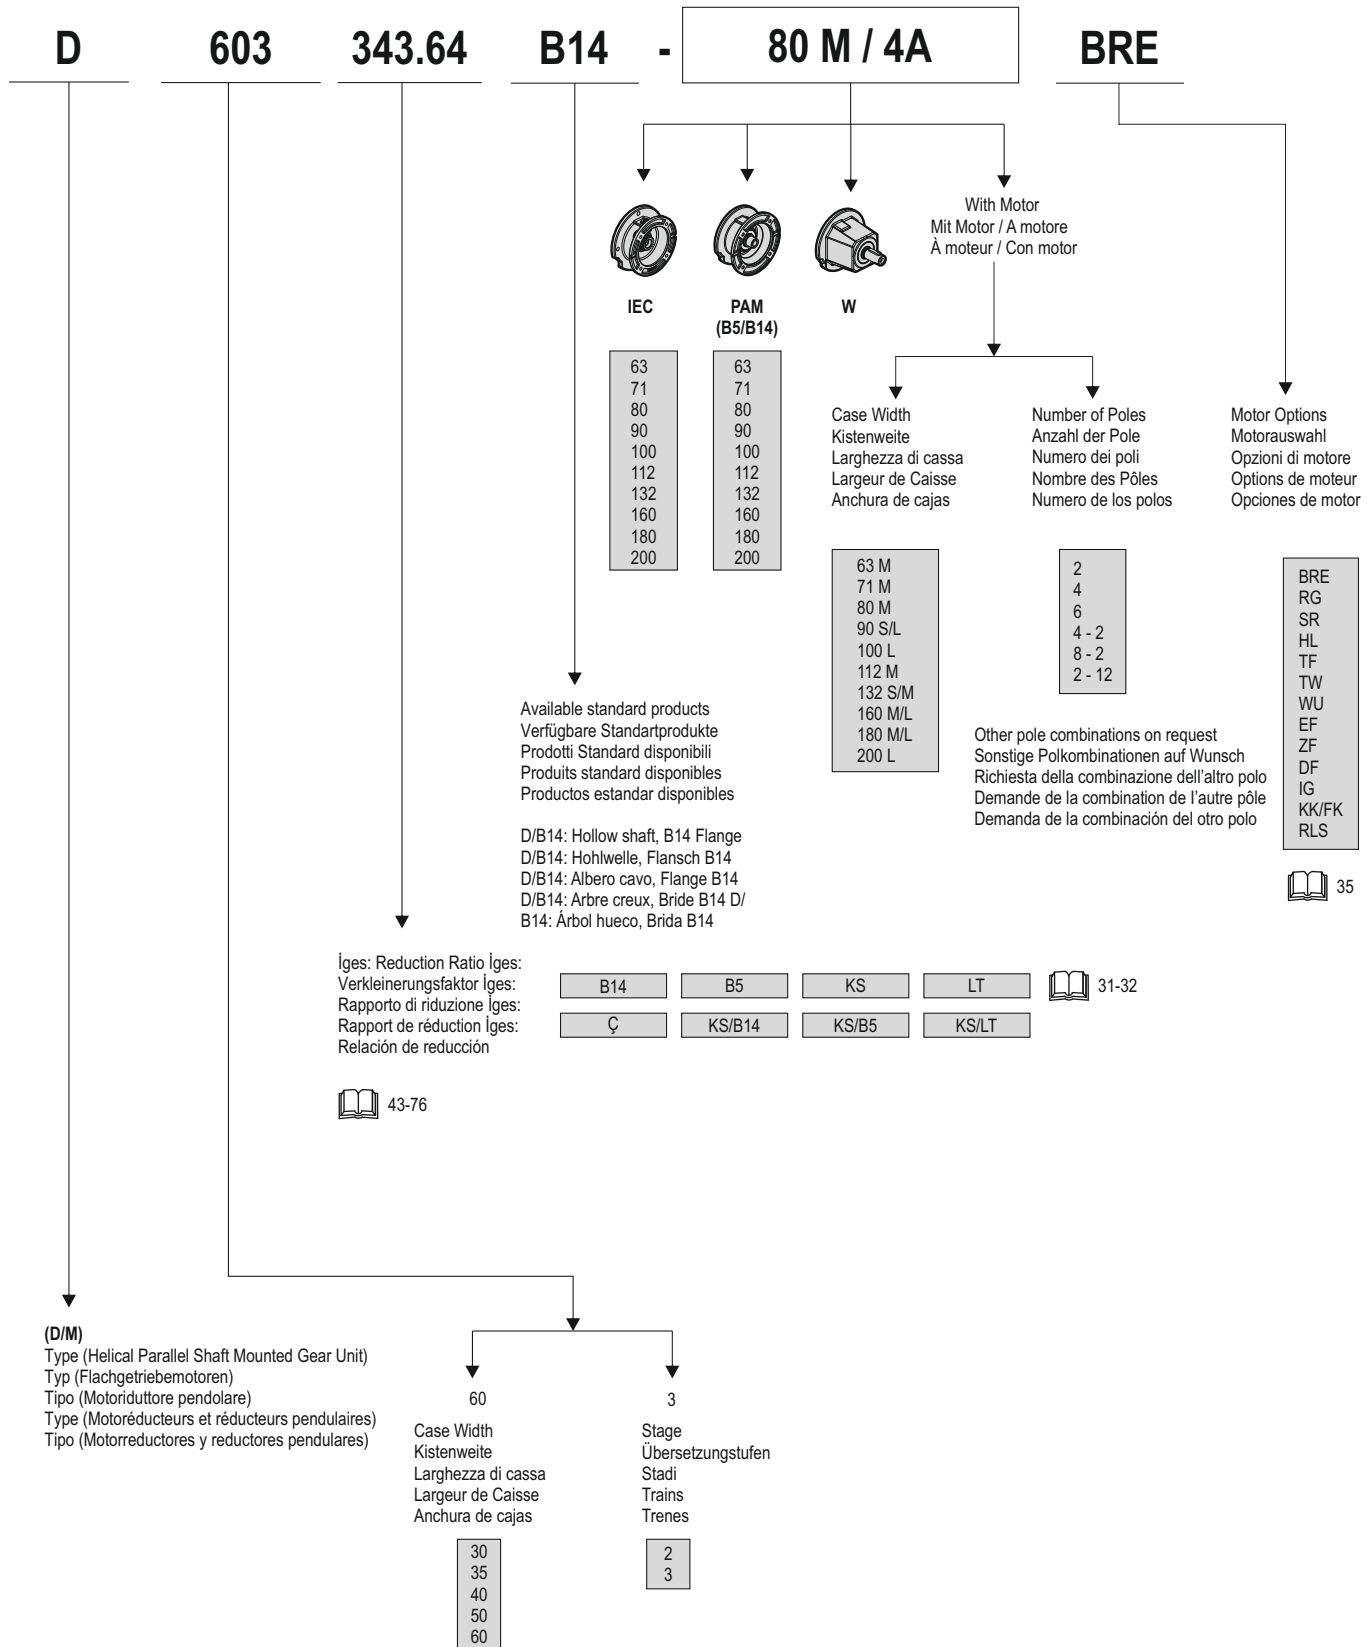 D 603 343.64 B14 - 80 M / 4A BRE
With Motor
Mit Motor / A motore
À moteur / Con motor
IEC
PAM
(B5/B14)
W
63
71
80
90
100
112
132
160
180
200
63
71
80
90
100
112
132
160
180
200
Case Width
Kistenweite
Larghezza di cassa
Largeur de Caisse
Anchura de cajas
63 M
71 M
80 M
90 S/L
100 L
112 M
132 S/M
160 M/L
180 M/L
200 L
Number of Poles
Anzahl der Pole
Numero dei poli
Nombre des Pôles
Numero de los polos
2
4
6
4 - 2
8 - 2
2 - 12
Other pole combinations on request
Sonstige Polkombinationen auf Wunsch
Richiesta della combinazione dell'altro polo
Demande de la combination de l'autre pôle
Demanda de la combinación del otro polo
Motor Options
Motorauswahl
Opzioni di motore
Options de moteur
Opciones de motor
BRE
RG
SR
HL
TF
TW
WU
EF
ZF
DF
IG
KK/FK
RLS
35
Available standard products
Verfügbare Standartprodukte
Prodotti Standard disponibili
Produits standard disponibles
Productos estandar disponibles
D/B14: Hollow shaft, B14 Flange
D/B14: Hohlwelle, Flansch B14
D/B14: Albero cavo, Flange B14
D/B14: Arbre creux, Bride B14 D/
B14: Árbol hueco, Brida B14
İges: Reduction Ratio İges:
Verkleinerungsfaktor İges:
Rapporto di riduzione İges:
Rapport de réduction İges:
Relación de reducción
43-76
B14 B5 KS LT 31-32
Ç KS/B14 KS/B5 KS/LT
(D/M)
Type (Helical Parallel Shaft Mounted Gear Unit)
Typ (Flachgetriebemotoren)
Tipo (Motoriduttore pendolare)
Type (Motoréducteurs et réducteurs pendulaires)
Tipo (Motorreductores y reductores pendulares)
60
Case Width
Kistenweite
Larghezza di cassa
Largeur de Caisse
Anchura de cajas
30
35
40
50
60
3
Stage
Übersetzungstufen
Stadi
Trains
Trenes
2
3